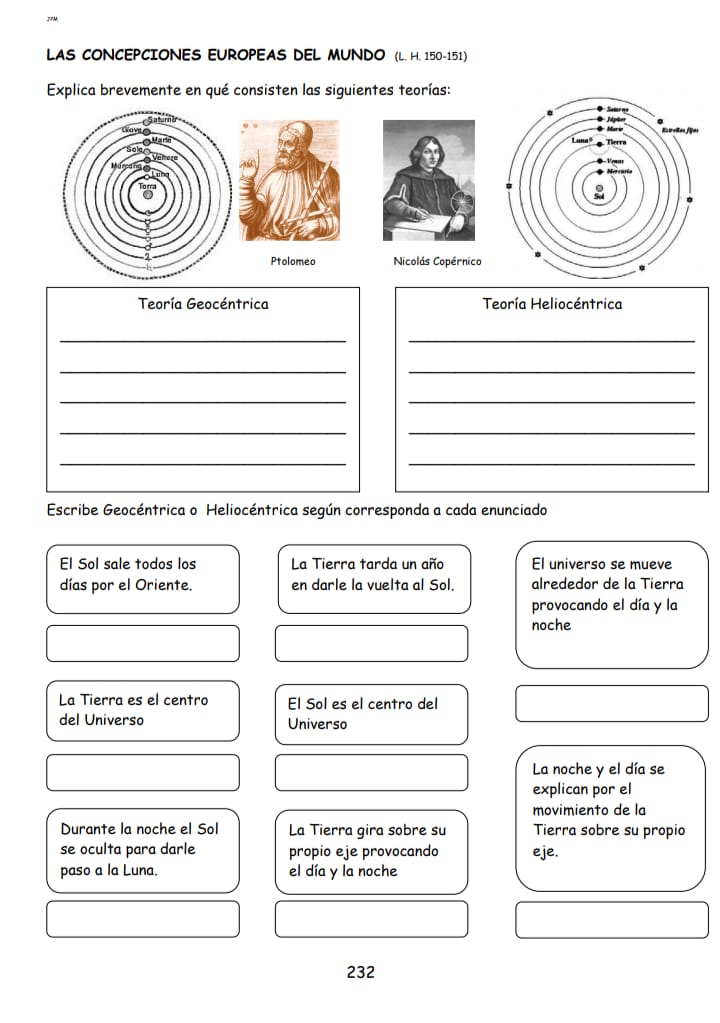 JPM
LAS CONCEPCIONES EUROPEAS DEL MUNDO (L. H. 150-151)
Explica brevemente en qué consisten las siguientes teorías:
Saturno
Giove
Marte
Sole
Venere
Mercurio
Luna
Terra
Ptolomeo
Nicolás Copérnico
Saturno
Júpiter
Marte
Estrellas fijas
Luna
Tierra
Venus
Mercurio
Sol
Teoría Geocéntrica
Teoría Heliocéntrica
Escribe Geocéntrica o Heliocéntrica según corresponda a cada enunciado
El Sol sale todos los
días por el Oriente.
La Tierra tarda un año
en darle la vuelta al Sol.
El universo se mueve
alrededor de la Tierra
provocando el día y la
noche
La Tierra es el centro
del Universo
El Sol es el centro del
Universo
La noche y el día se
explican por el
movimiento de la
Tierra sobre su propio
eje.
Durante la noche el Sol
se oculta para darle
paso a la Luna.
La Tierra gira sobre su
propio eje provocando
el día y la noche
232